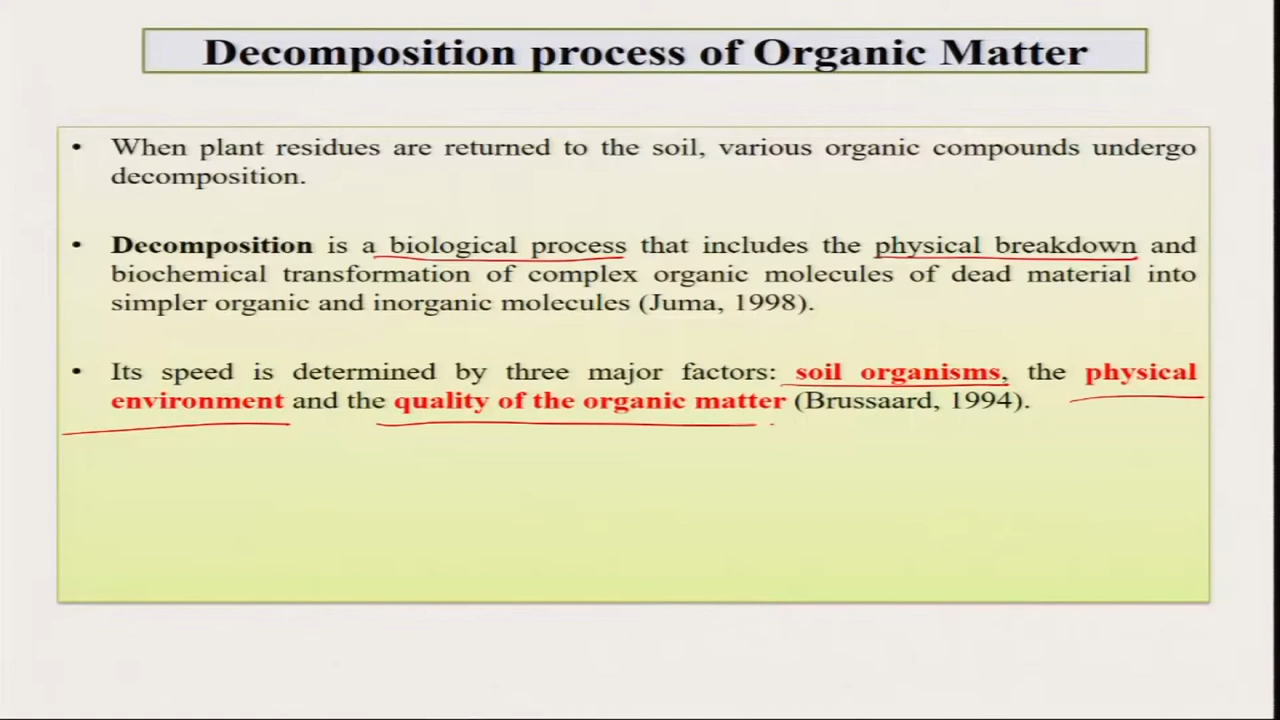 Decomposition process of Organic Matter
• When plant residues are returned to the soil, various organic compounds undergo
decomposition.
• Decomposition is a biological process that includes the physical breakdown and
biochemical transformation of complex organic molecules of dead material into
simpler organic and inorganic molecules (Juma, 1998).
• Its speed is determined by three major factors: soil organisms, the physical
environment and the quality of the organic matter (Brussaard, 1994).